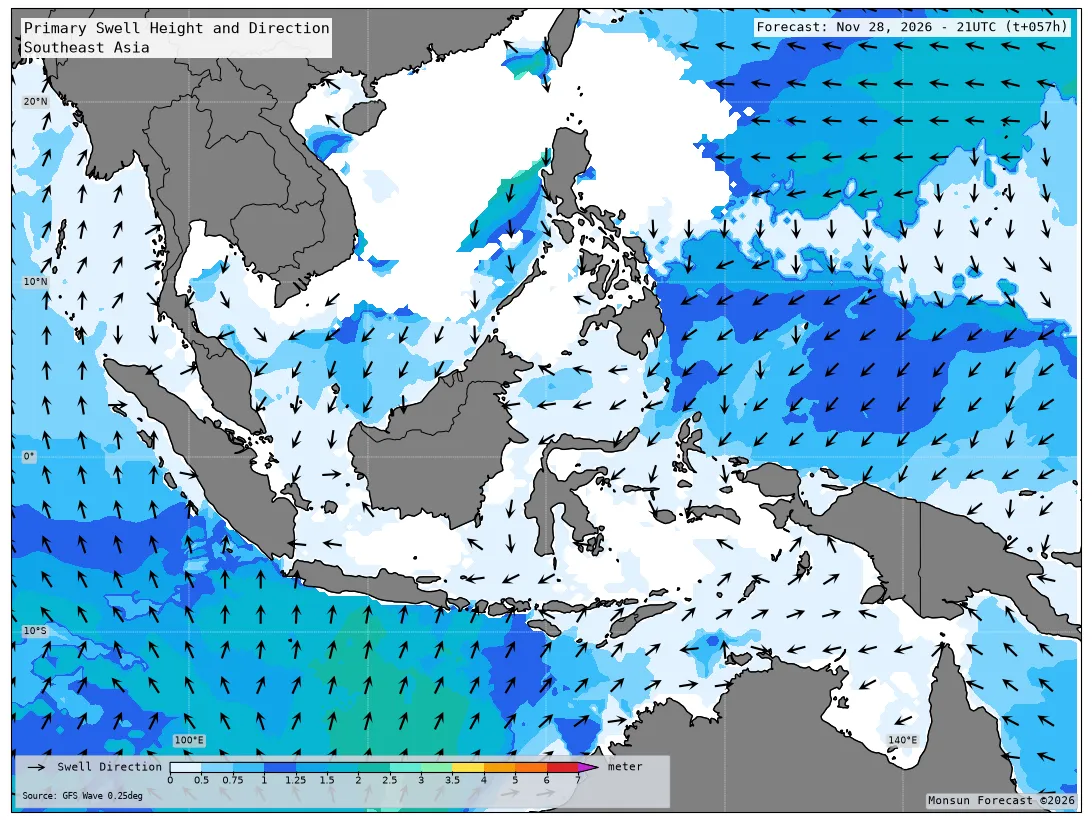 Primary Swell Height and Direction
Southeast Asia
Forecast: Nov 28, 2026 - 21UTC (t+057h)
20°N
10°N
0°
10°S
100°E
140°E
Swell Direction
0 0.5 0.75 1 1.25 1.5 2 2.5 3 3.5 4 5 6 7
meter
Source: GFS Wave 0.25deg
Monsun Forecast ©2026